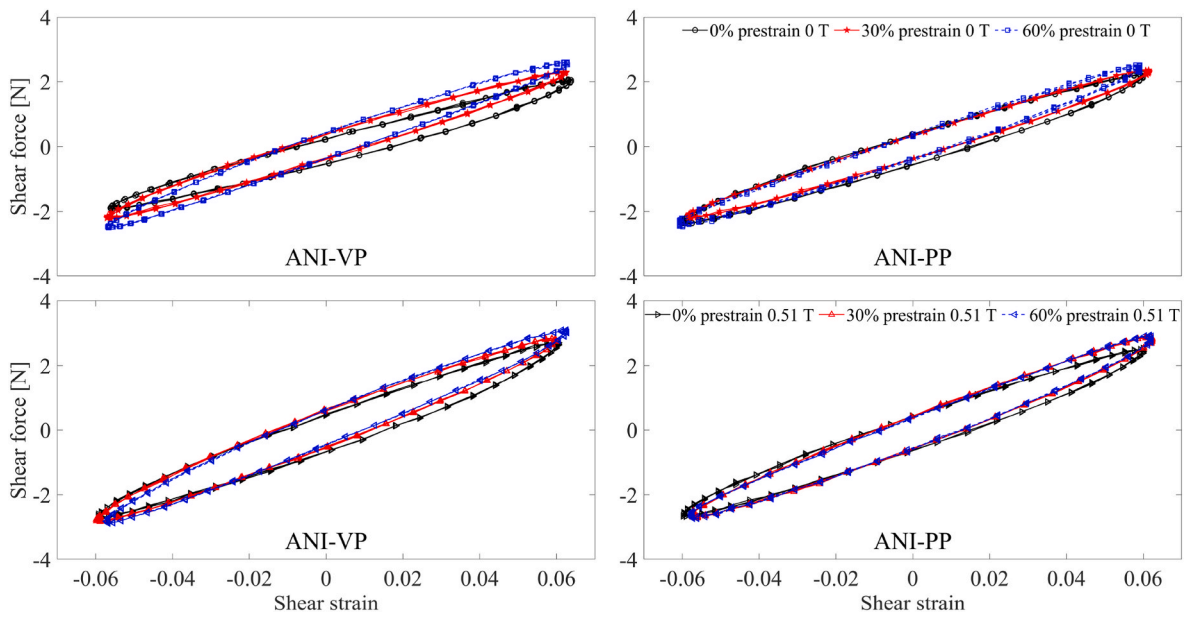 4
2
0
-2
-4
Shear force [N]
ANI-VP
0% prestrain 0 T 30% prestrain 0 T 60% prestrain 0 T
4
2
0
-2
-4
ANI-PP
4
2
0
-2
-4
Shear force [N]
ANI-VP
-0.06 -0.04 -0.02 0 0.02 0.04 0.06
Shear strain
0% prestrain 0.51 T 30% prestrain 0.51 T 60% prestrain 0.51 T
4
2
0
-2
-4
ANI-PP
-0.06 -0.04 -0.02 0 0.02 0.04 0.06
Shear strain